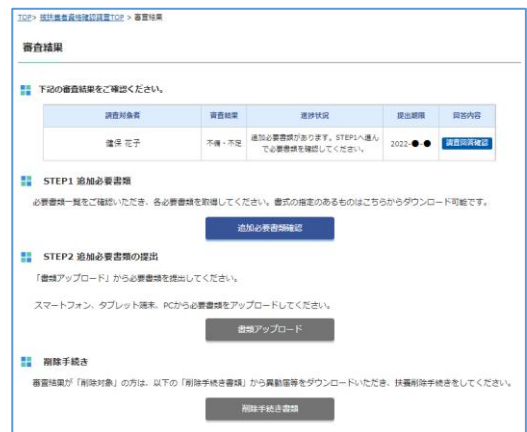 TOP> 被扶養者資格確認調査TOP > 審査結果
審査結果
下記の審査結果をご確認ください。
調査対象者 審査結果 進捗状況 提出期限 回答内容
健保 花子 不備・不足 追加必要書類があります。STEP1へ進んで必要書類を確認してください。 2022-●-● 調査回答確認
STEP1 追加必要書類
必要書類一覧をご確認いただき、各必要書類を取得してください。書式の指定のあるものはこちらからダウンロード可能です。
追加必要書類確認
STEP2 追加必要書類の提出
「書類アップロード」から必要書類を提出してください。
スマートフォン、タブレット端末、PCから必要書類をアップロードしてください。
書類アップロード
削除手続き
審査結果が「削除対象」の方は、以下の「削除手続き書類」から異動届等をダウンロードいただき、扶養削除手続きをしてください。
削除手続き書類